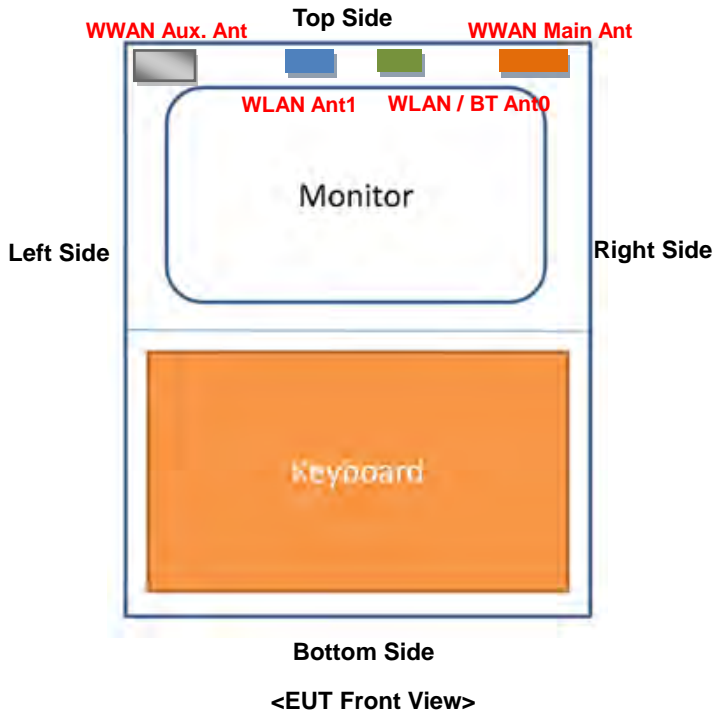 Top Side
WWAN Aux. Ant
WWAN Main Ant
WLAN Ant1
WLAN / BT Ant0
Monitor
Left Side
Right Side
Keyboard
Bottom Side
<EUT Front View>